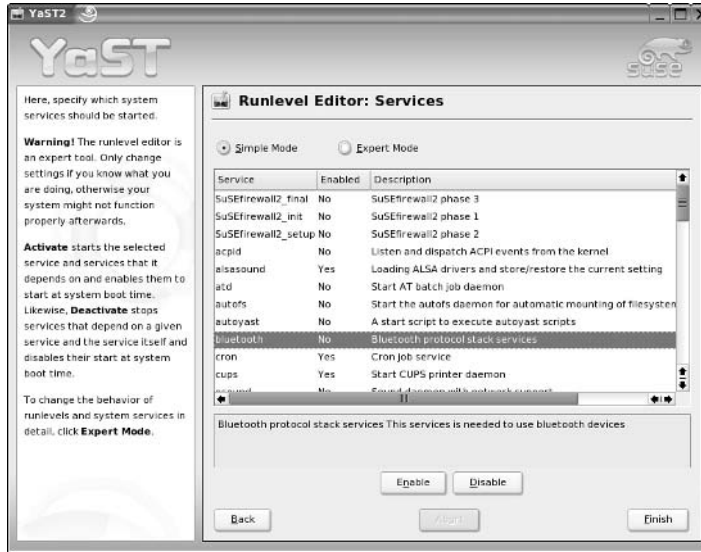 YaST2
YaST
SUSE
Here, specify which system
services should be started.
Warning! The runlevel editor is
an expert tool. Only change
settings if you know what you
are doing, otherwise your
system might not function
properly afterwards.
Activate starts the selected
service and services that it
depends on and enables them to
start at system boot time.
Likewise, Deactivate stops
services that depend on a given
service and the service itself and
disables their start at system
boot time.
To change the behavior of
runlevels and system services in
detail, click Expert Mode.
Runlevel Editor: Services
Simple Mode Expert Mode
Service Enabled Description
SuSEfirewall2_final No SuSEfirewall2 phase 3
SuSEfirewall2_init No SuSEfirewall2 phase 1
SuSEfirewall2_setup No SuSEfirewall2 phase 2
acpid No Listen and dispatch ACPI events from the kernel
alsasound Yes Loading ALSA drivers and store/restore the current setting
atd No Start AT batch job daemon
autofs No Start the autofs daemon for automatic mounting of filesystem
autoyast No A start script to execute autoyast scripts
bluetooth No Bluetooth protocol stack services
cron Yes Cron job service
cups Yes Start CUPS printer daemon
esound No Sound daemon with network support
Bluetooth protocol stack services This services is needed to use bluetooth devices
Enable Disable
Back Abort Finish